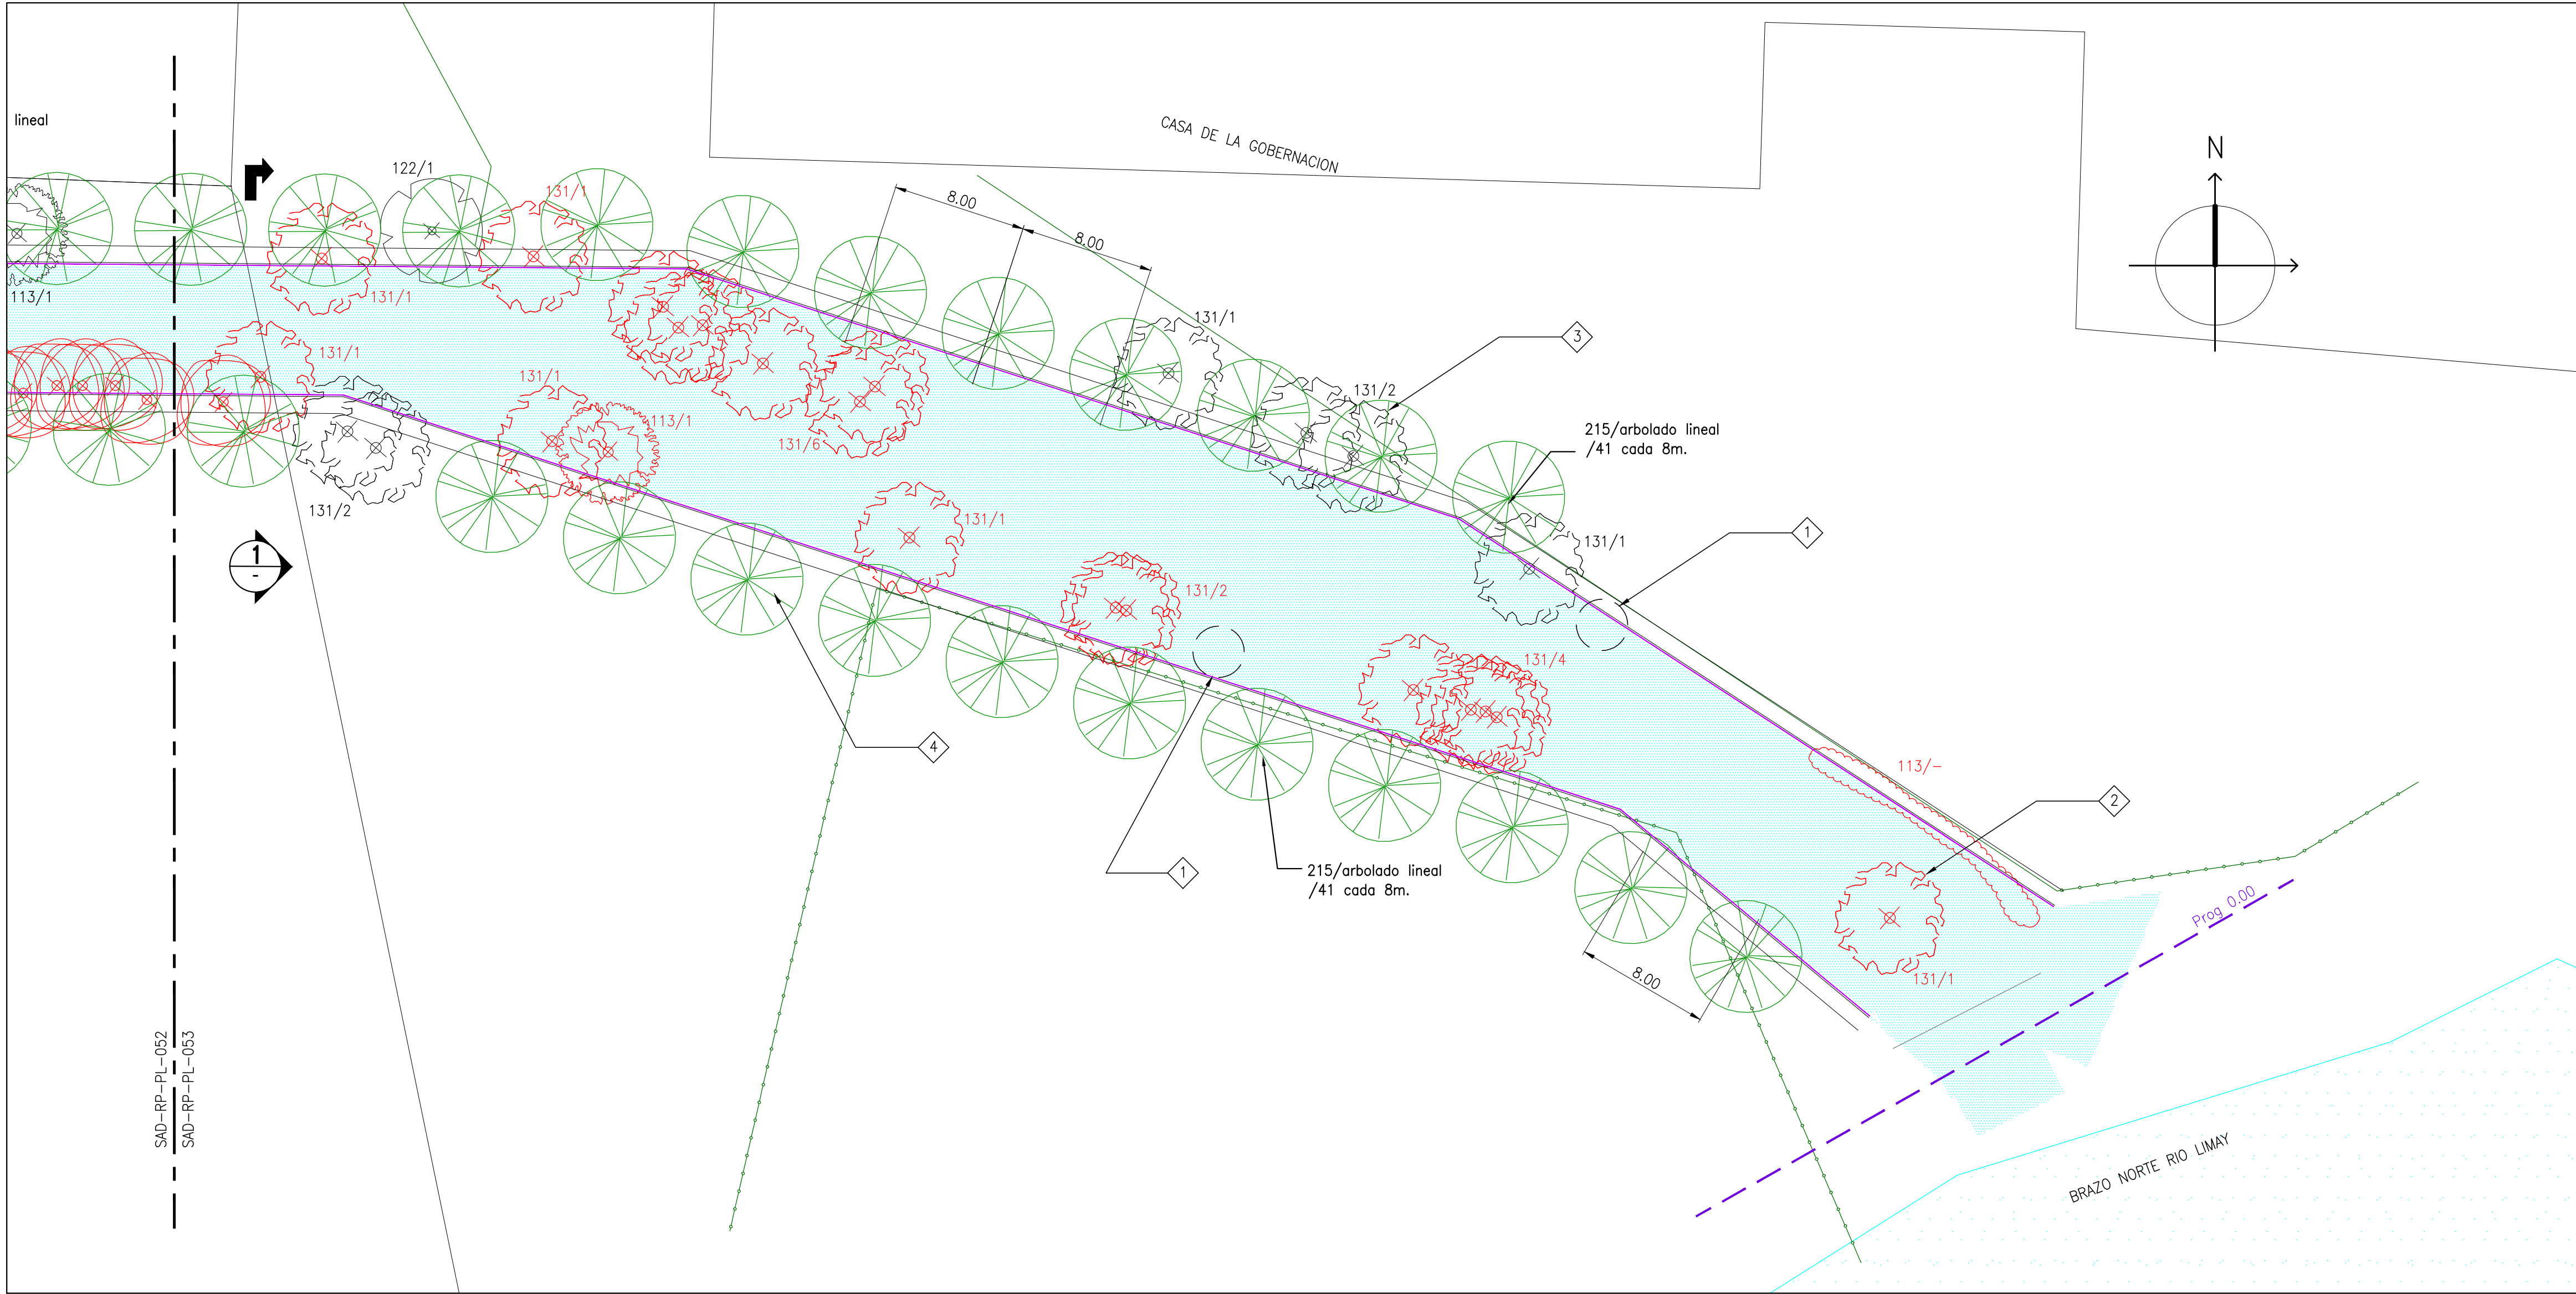 lineal
CASA DE LA GOBERNACION
N
122/1
131/1
8.00
8.00
113/1
131/1
131/1
131/1
3
131/1
131/2
113/1
131/6
215/arbolado lineal
/41 cada 8m.
131/2
131/1
1
131/1
1
-
131/2
131/4
4
113/-
2
1
215/arbolado lineal
/41 cada 8m.
Prog 0.00
8.00
131/1
SAD-RP-PL-052
SAD-RP-PL-053
BRAZO NORTE RIO LIMAY